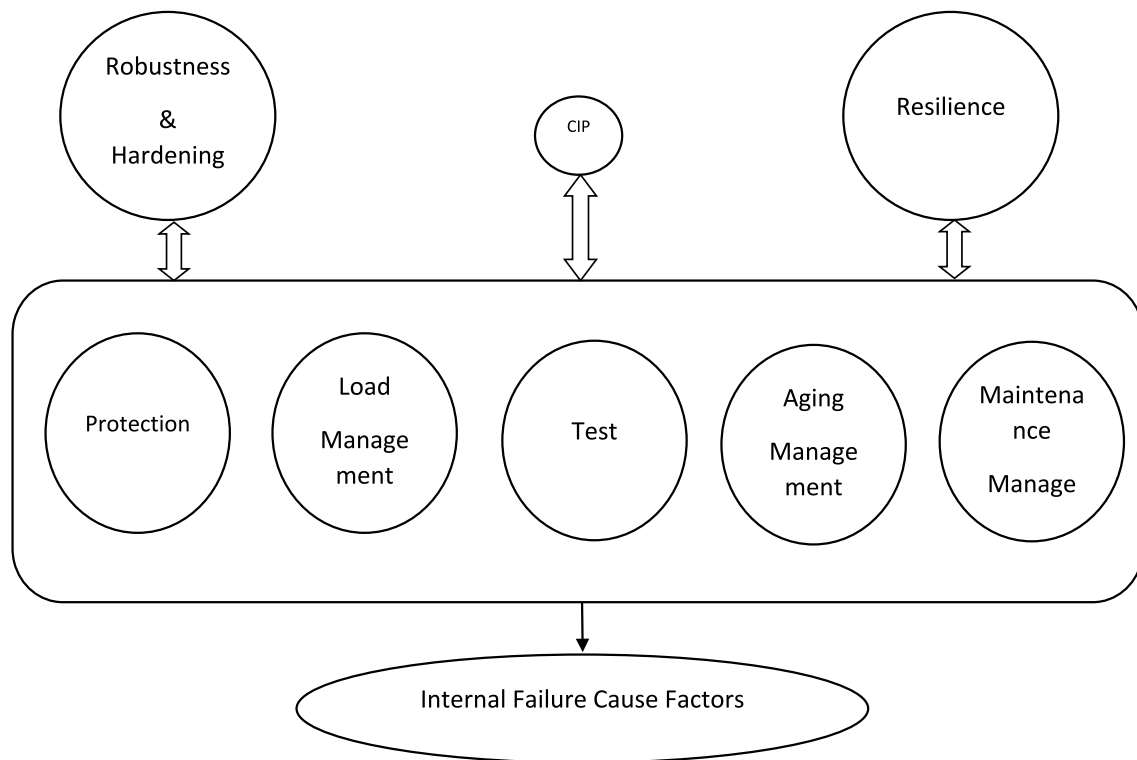 Robustness
&
Hardening
CIP
Resilience
Protection
Load
Manage
ment
Test
Aging
Manage
ment
Maintena
nce
Manage
Internal Failure Cause Factors